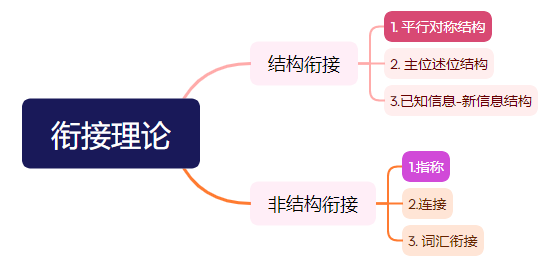 衔接理论
结构衔接
1. 平行对称结构
2. 主位述位结构
3.已知信息-新信息结构
非结构衔接
1.指称
2.连接
3. 词汇衔接